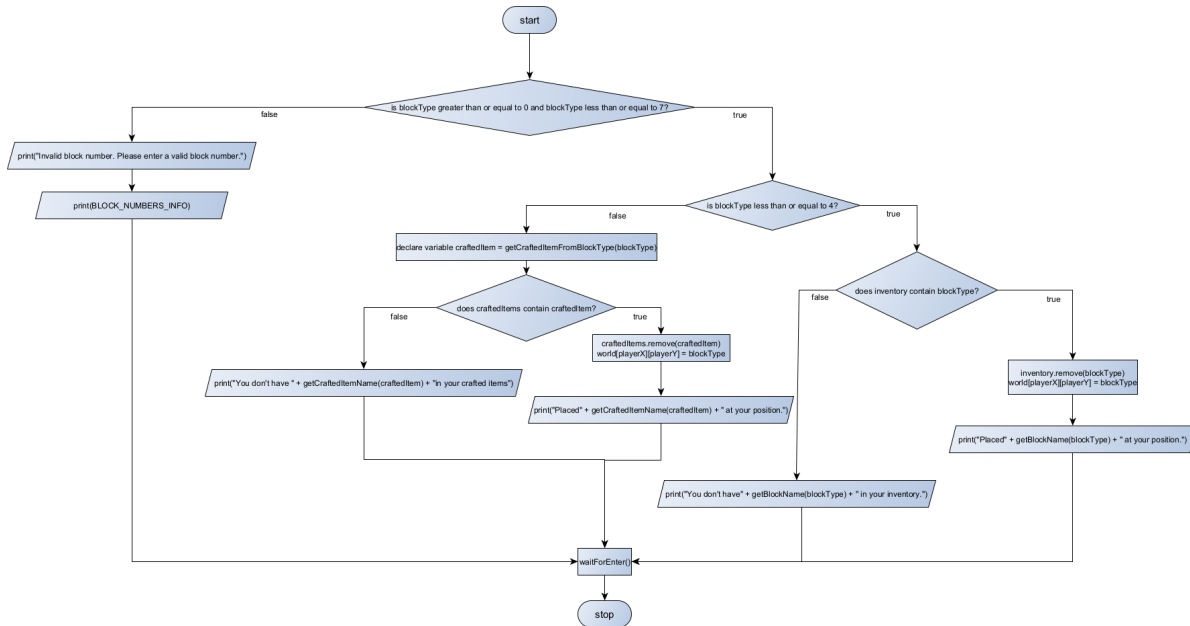 start
is blockType greater than or equal to 0 and blockType less than or equal to 7?
false
true
print("Invalid block number. Please enter a valid block number.")
print(BLOCK_NUMBERS_INFO)
is blockType less than or equal to 4?
false
true
declare variable craftedItem = getCraftedItemFromBlockType(blockType)
does inventory contain blockType?
false
true
does craftedItems contain craftedItem?
false
true
craftedItems.remove(craftedItem)
world[playerX][playerY] = blockType
inventory.remove(blockType)
world[playerX][playerY] = blockType
print("You don't have " + getCraftedItemName(craftedItem) + "in your crafted items")
print("Placed" + getCraftedItemName(craftedItem) + " at your position.")
print("Placed" + getBlockName(blockType) + " at your position.")
print("You don't have" + getBlockName(blockType) + " in your inventory.")
waitForEnter()
stop